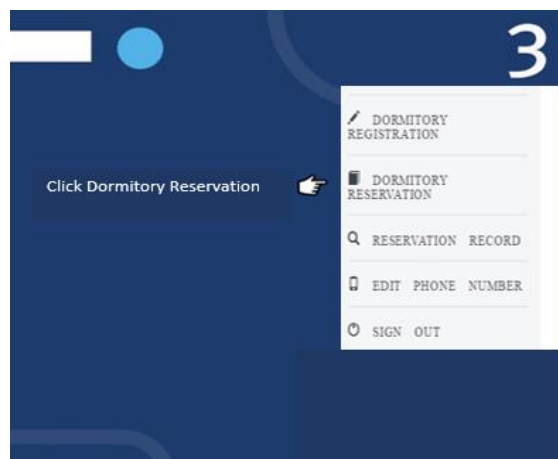 3
DORMITORY
REGISTRATION
Click Dormitory Reservation
DORMITORY
RESERVATION
RESERVATION RECORD
EDIT PHONE NUMBER
SIGN OUT